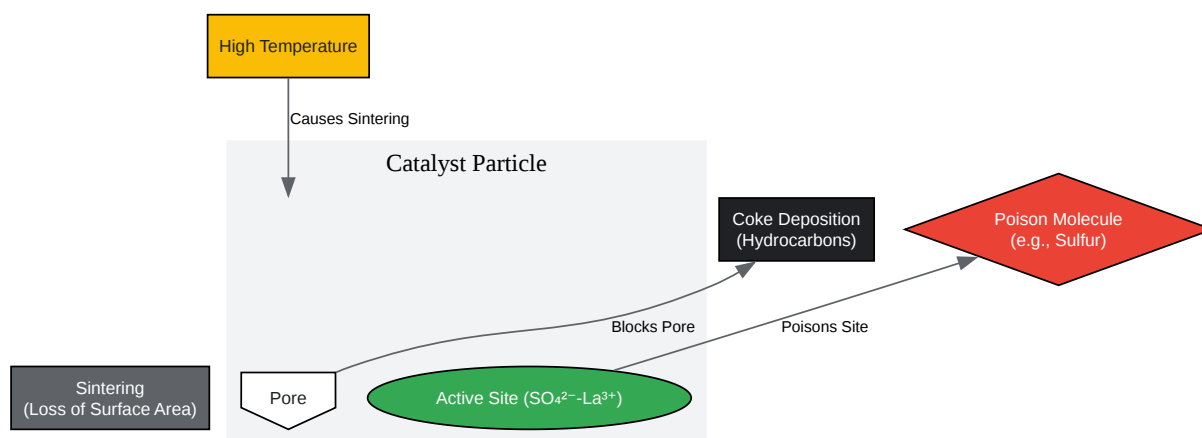 High Temperature
Causes Sintering
Catalyst Particle
Coke Deposition
(Hydrocarbons)
Poison Molecule
(e.g., Sulfur)
Blocks Pore
Poisons Site
Sintering
(Loss of Surface Area)
Pore
Active Site (SO₄²⁻-La³⁺)